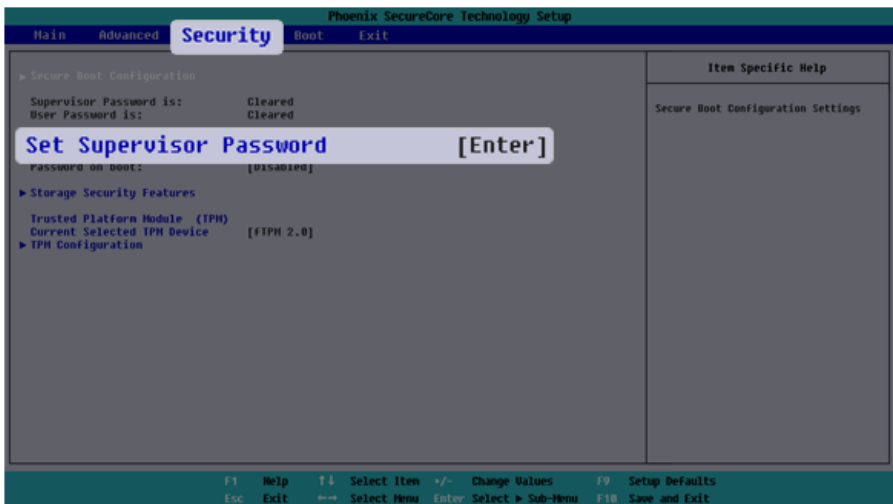 Phoenix SecureCore Technology Setup
Main Advanced Security Boot Exit
Item Specific Help
▶ Secure Boot Configuration
Secure Boot Configuration Settings
Supervisor Password is: Cleared
User Password is: Cleared
Set Supervisor Password [Enter]
Password on boot: [Disabled]
▶ Storage Security Features
Trusted Platform Module (TPM)
Current Selected TPM Device [fTPM 2.0]
▶ TPM Configuration
F1 Help ↑↓ Select Item +/- Change Values F9 Setup Defaults
Esc Exit ←→ Select Menu Enter Select ▶ Sub-Menu F10 Save and Exit